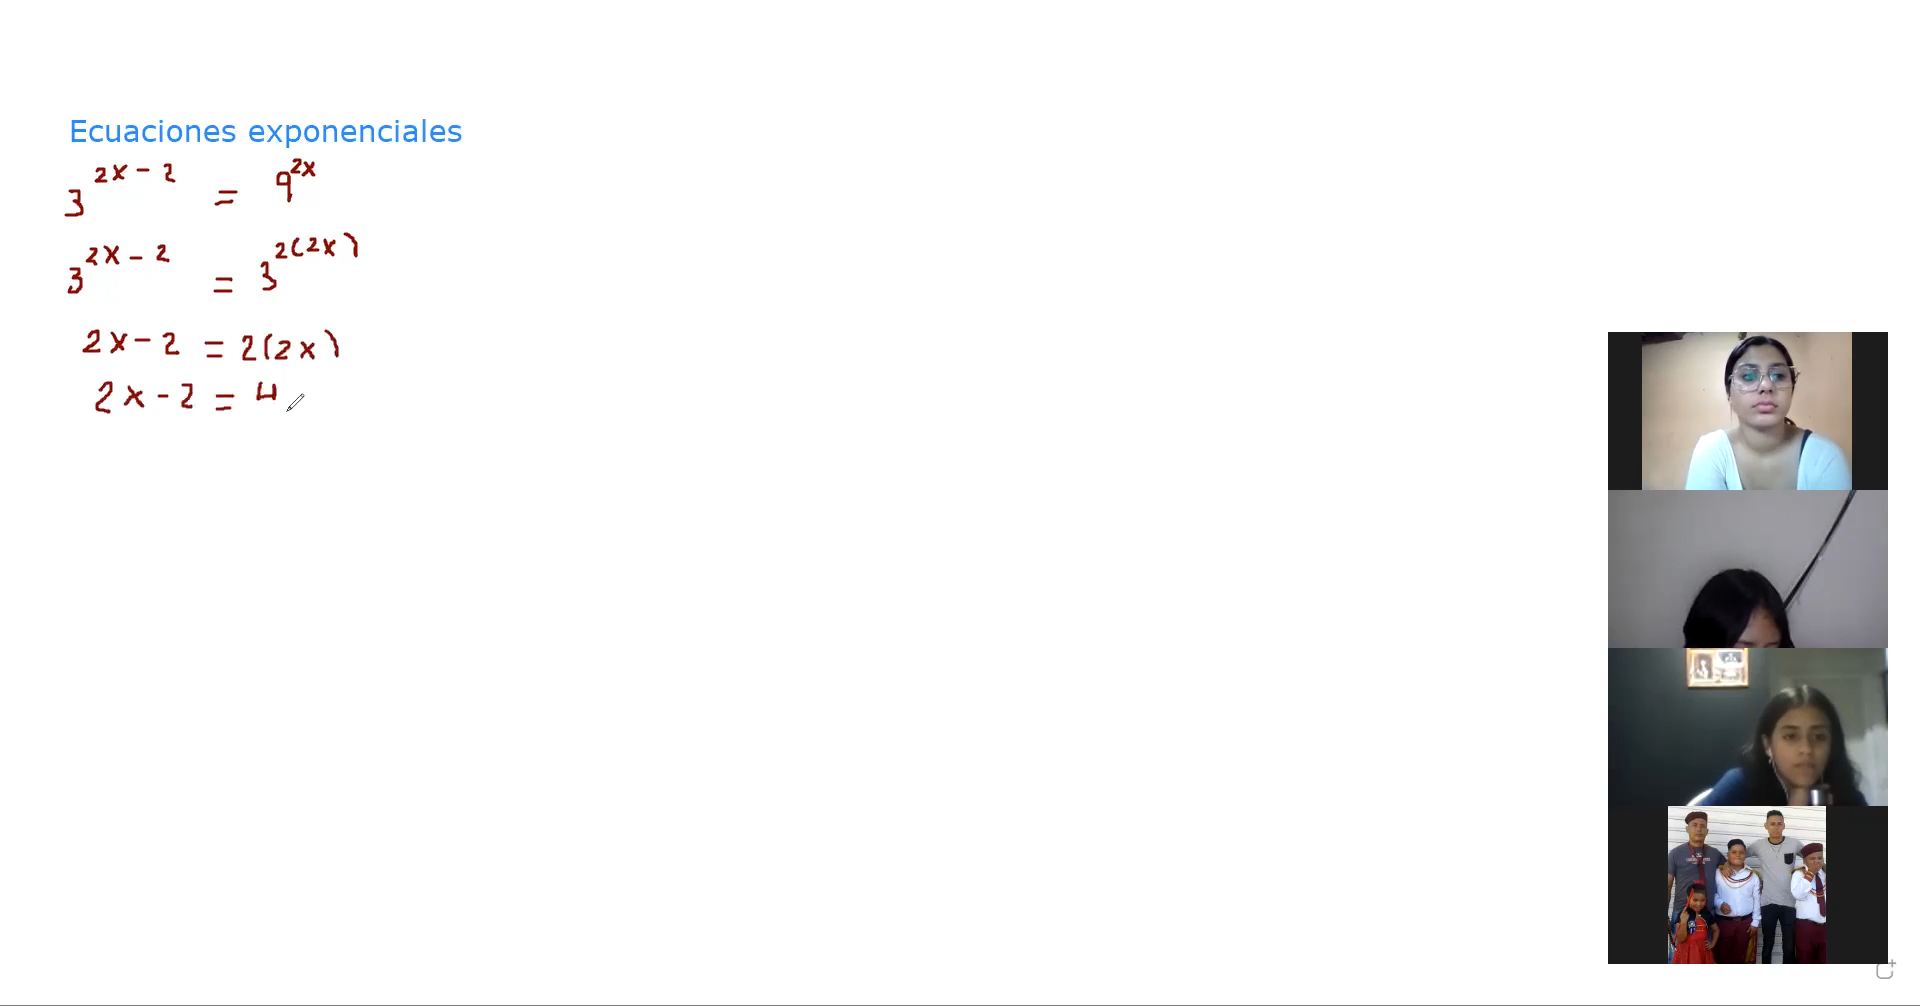 Ecuaciones exponenciales
3^{2x-2} = 9^{2x}
3^{2x-2} = 3^{2(2x)}
2x-2 = 2(2x)
2x-2 = 4